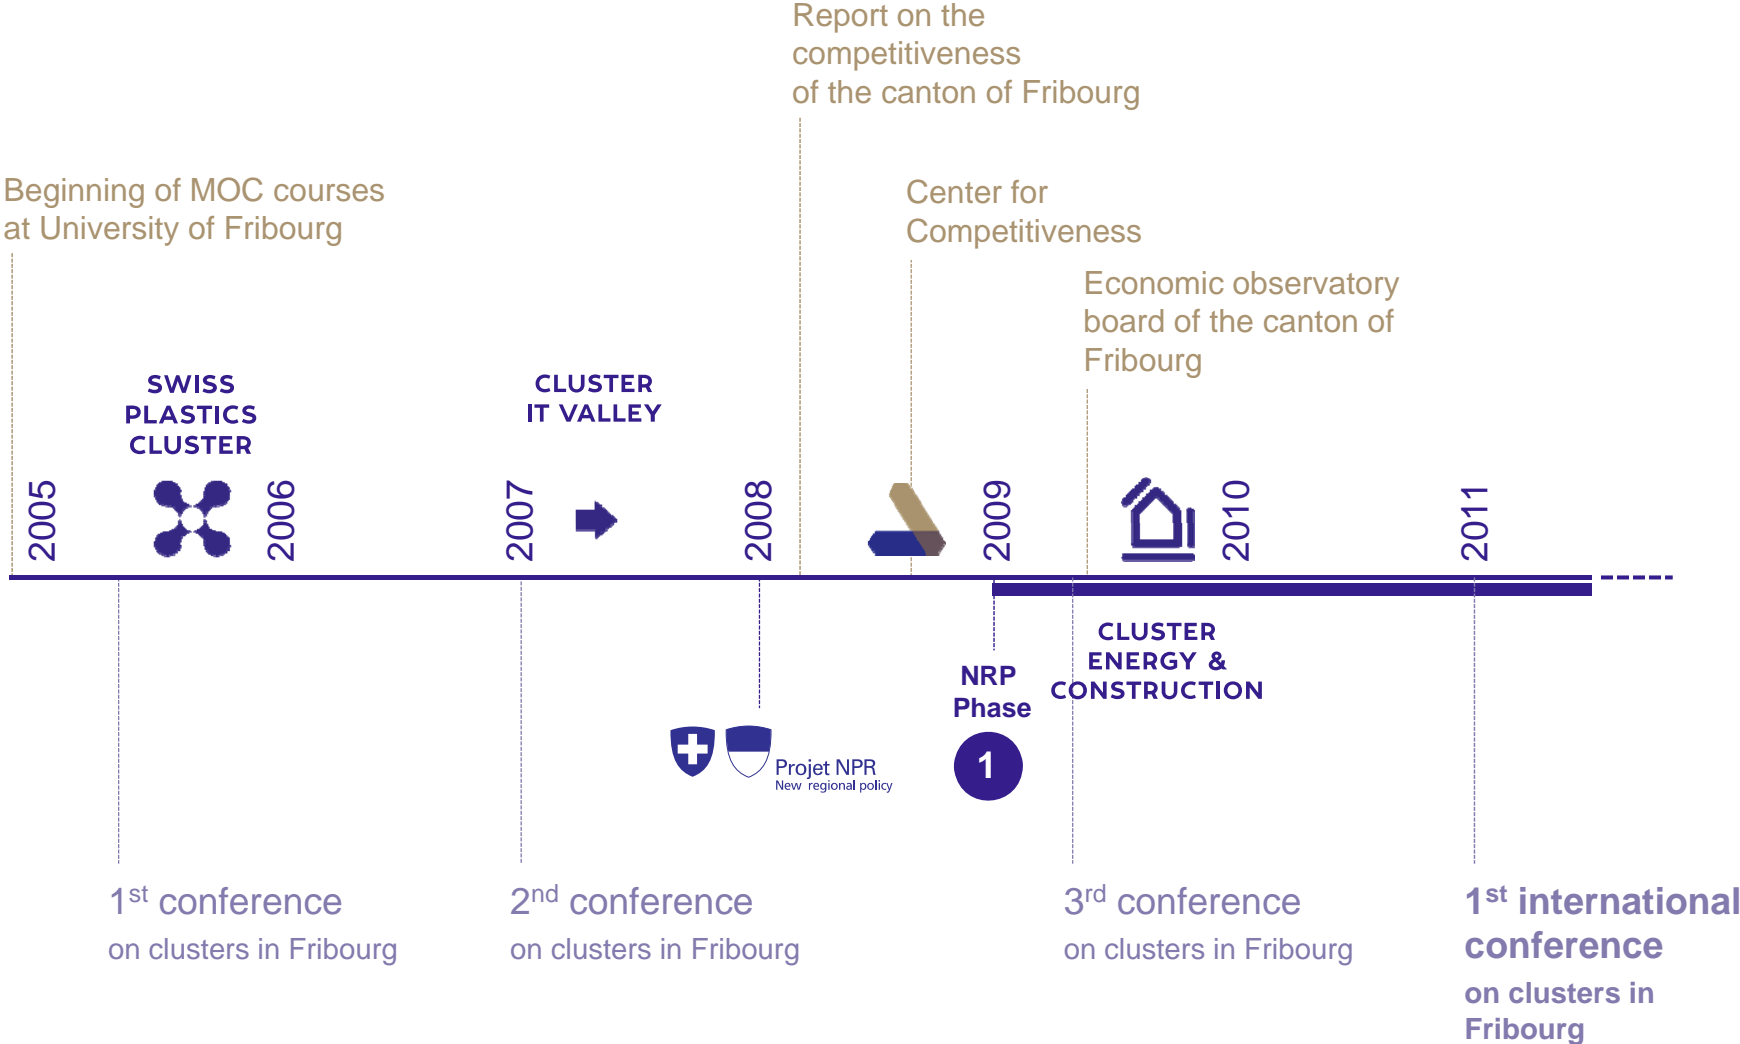 Report on the
competitiveness
of the canton of Fribourg
Beginning of MOC courses
at University of Fribourg
Center for
Competitiveness
Economic observatory
board of the canton of
Fribourg
SWISS
PLASTICS
CLUSTER
CLUSTER
IT VALLEY
2005
2006
2007
2008
2009
2010
2011
CLUSTER
ENERGY &
CONSTRUCTION
NRP
Phase
1
Projet NPR
New regional policy
1st conference
on clusters in Fribourg
2nd conference
on clusters in Fribourg
3rd conference
on clusters in Fribourg
1st international
conference
on clusters in
Fribourg